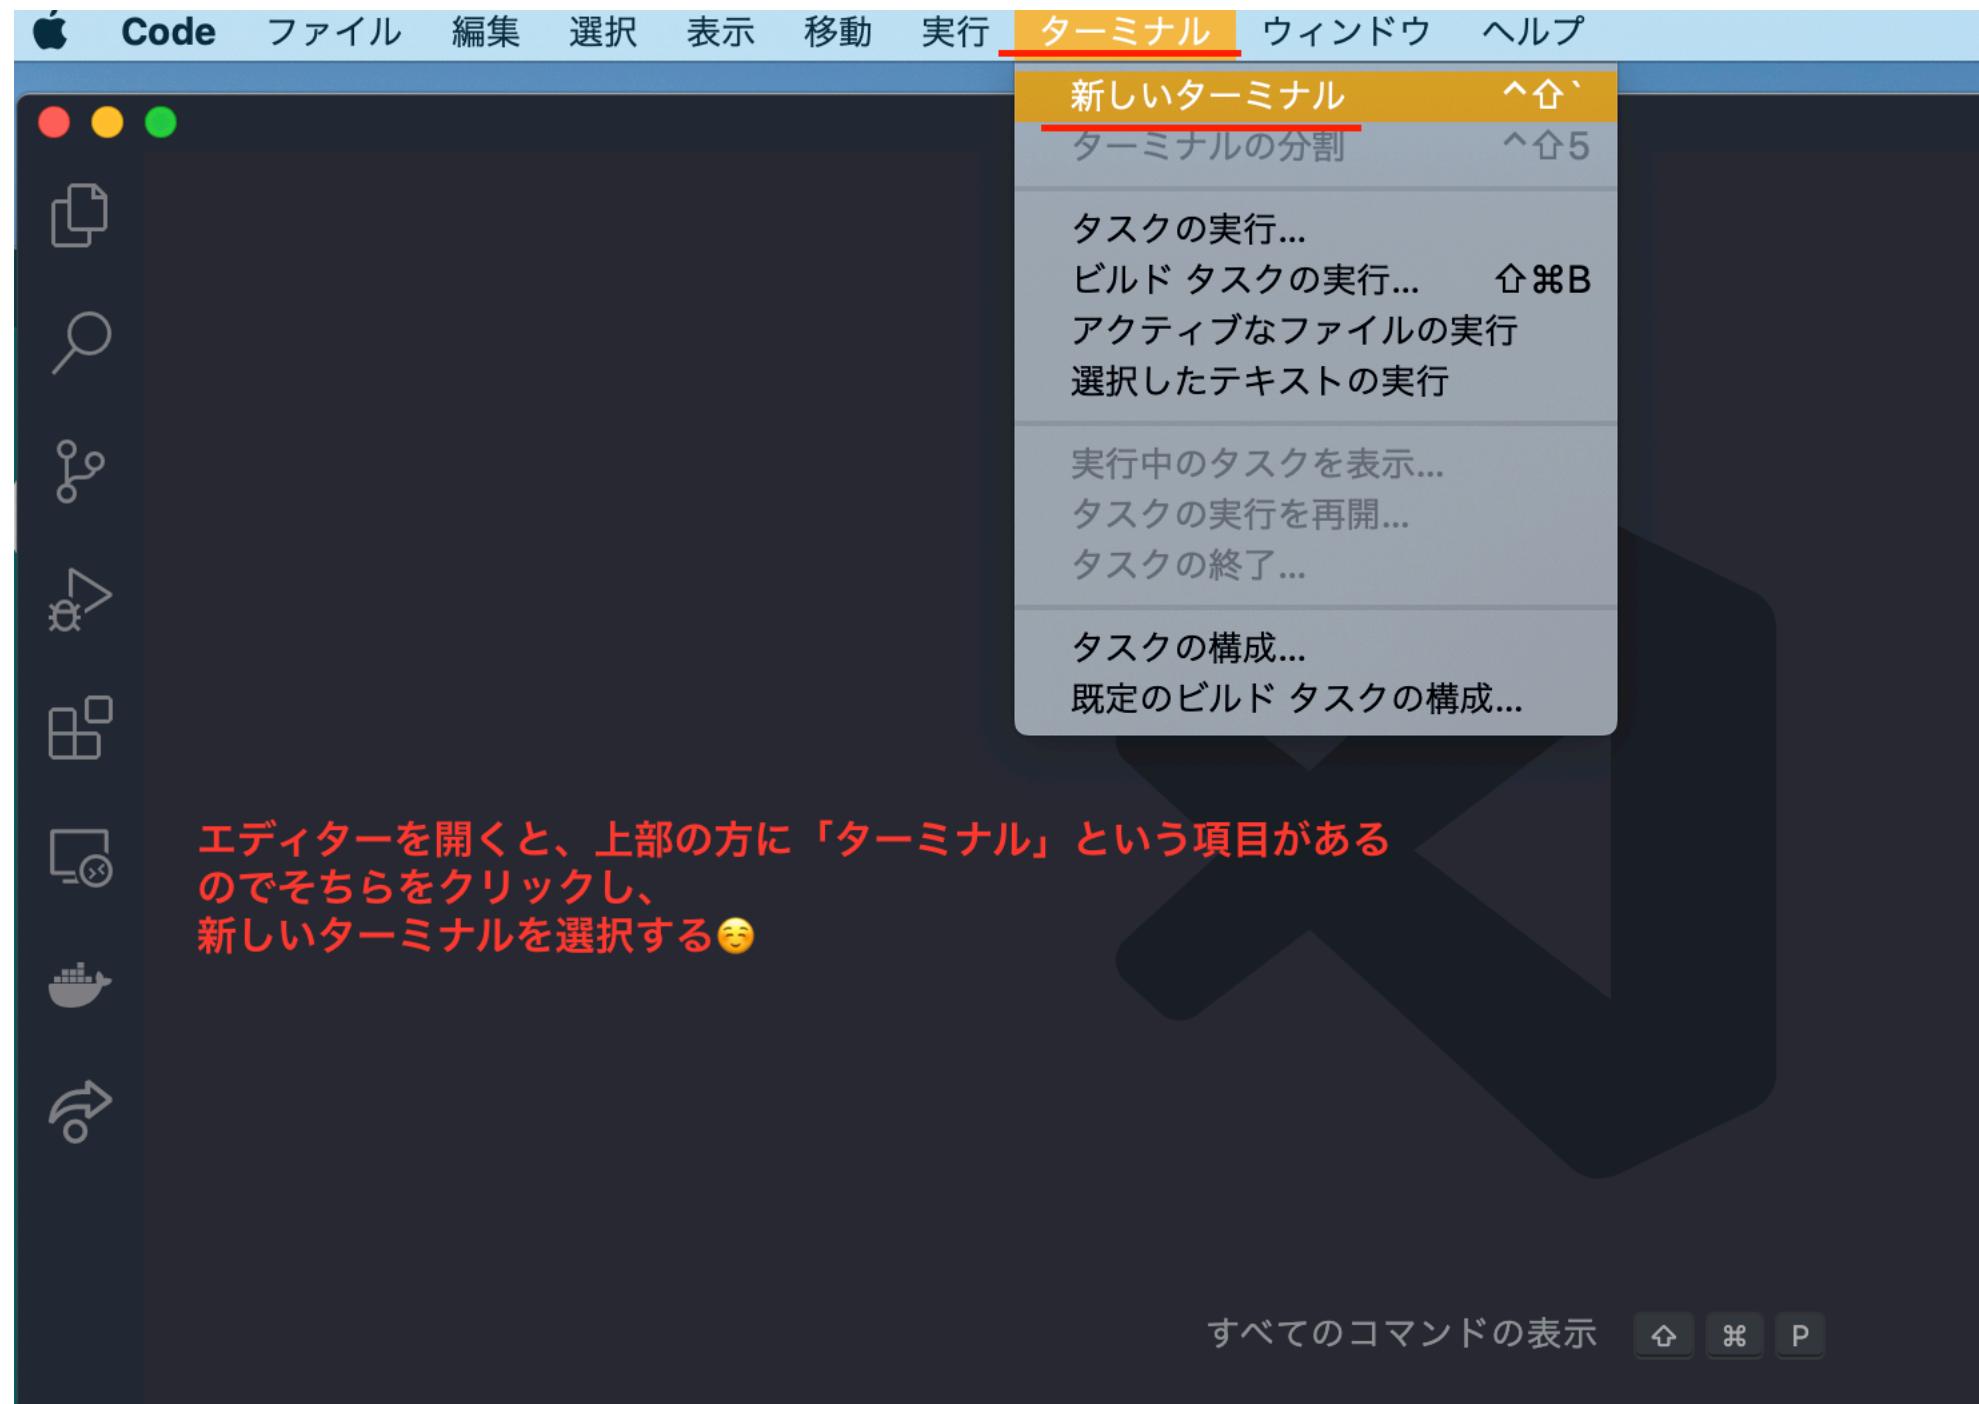 Code ファイル 編集 選択 表示 移動 実行 ターミナル ウィンドウ ヘルプ
新しいターミナル ^⇧`
ターミナルの分割 ^⇧5
タスクの実行...
ビルド タスクの実行... ⇧⌘B
アクティブなファイルの実行
選択したテキストの実行
実行中のタスクを表示...
タスクの実行を再開...
タスクの終了...
タスクの構成...
既定のビルド タスクの構成...
エディターを開くと、上部の方に「ターミナル」という項目がある
のでそちらをクリックし、
新しいターミナルを選択する☺️
すべてのコマンドの表示 ⇧ ⌘ P